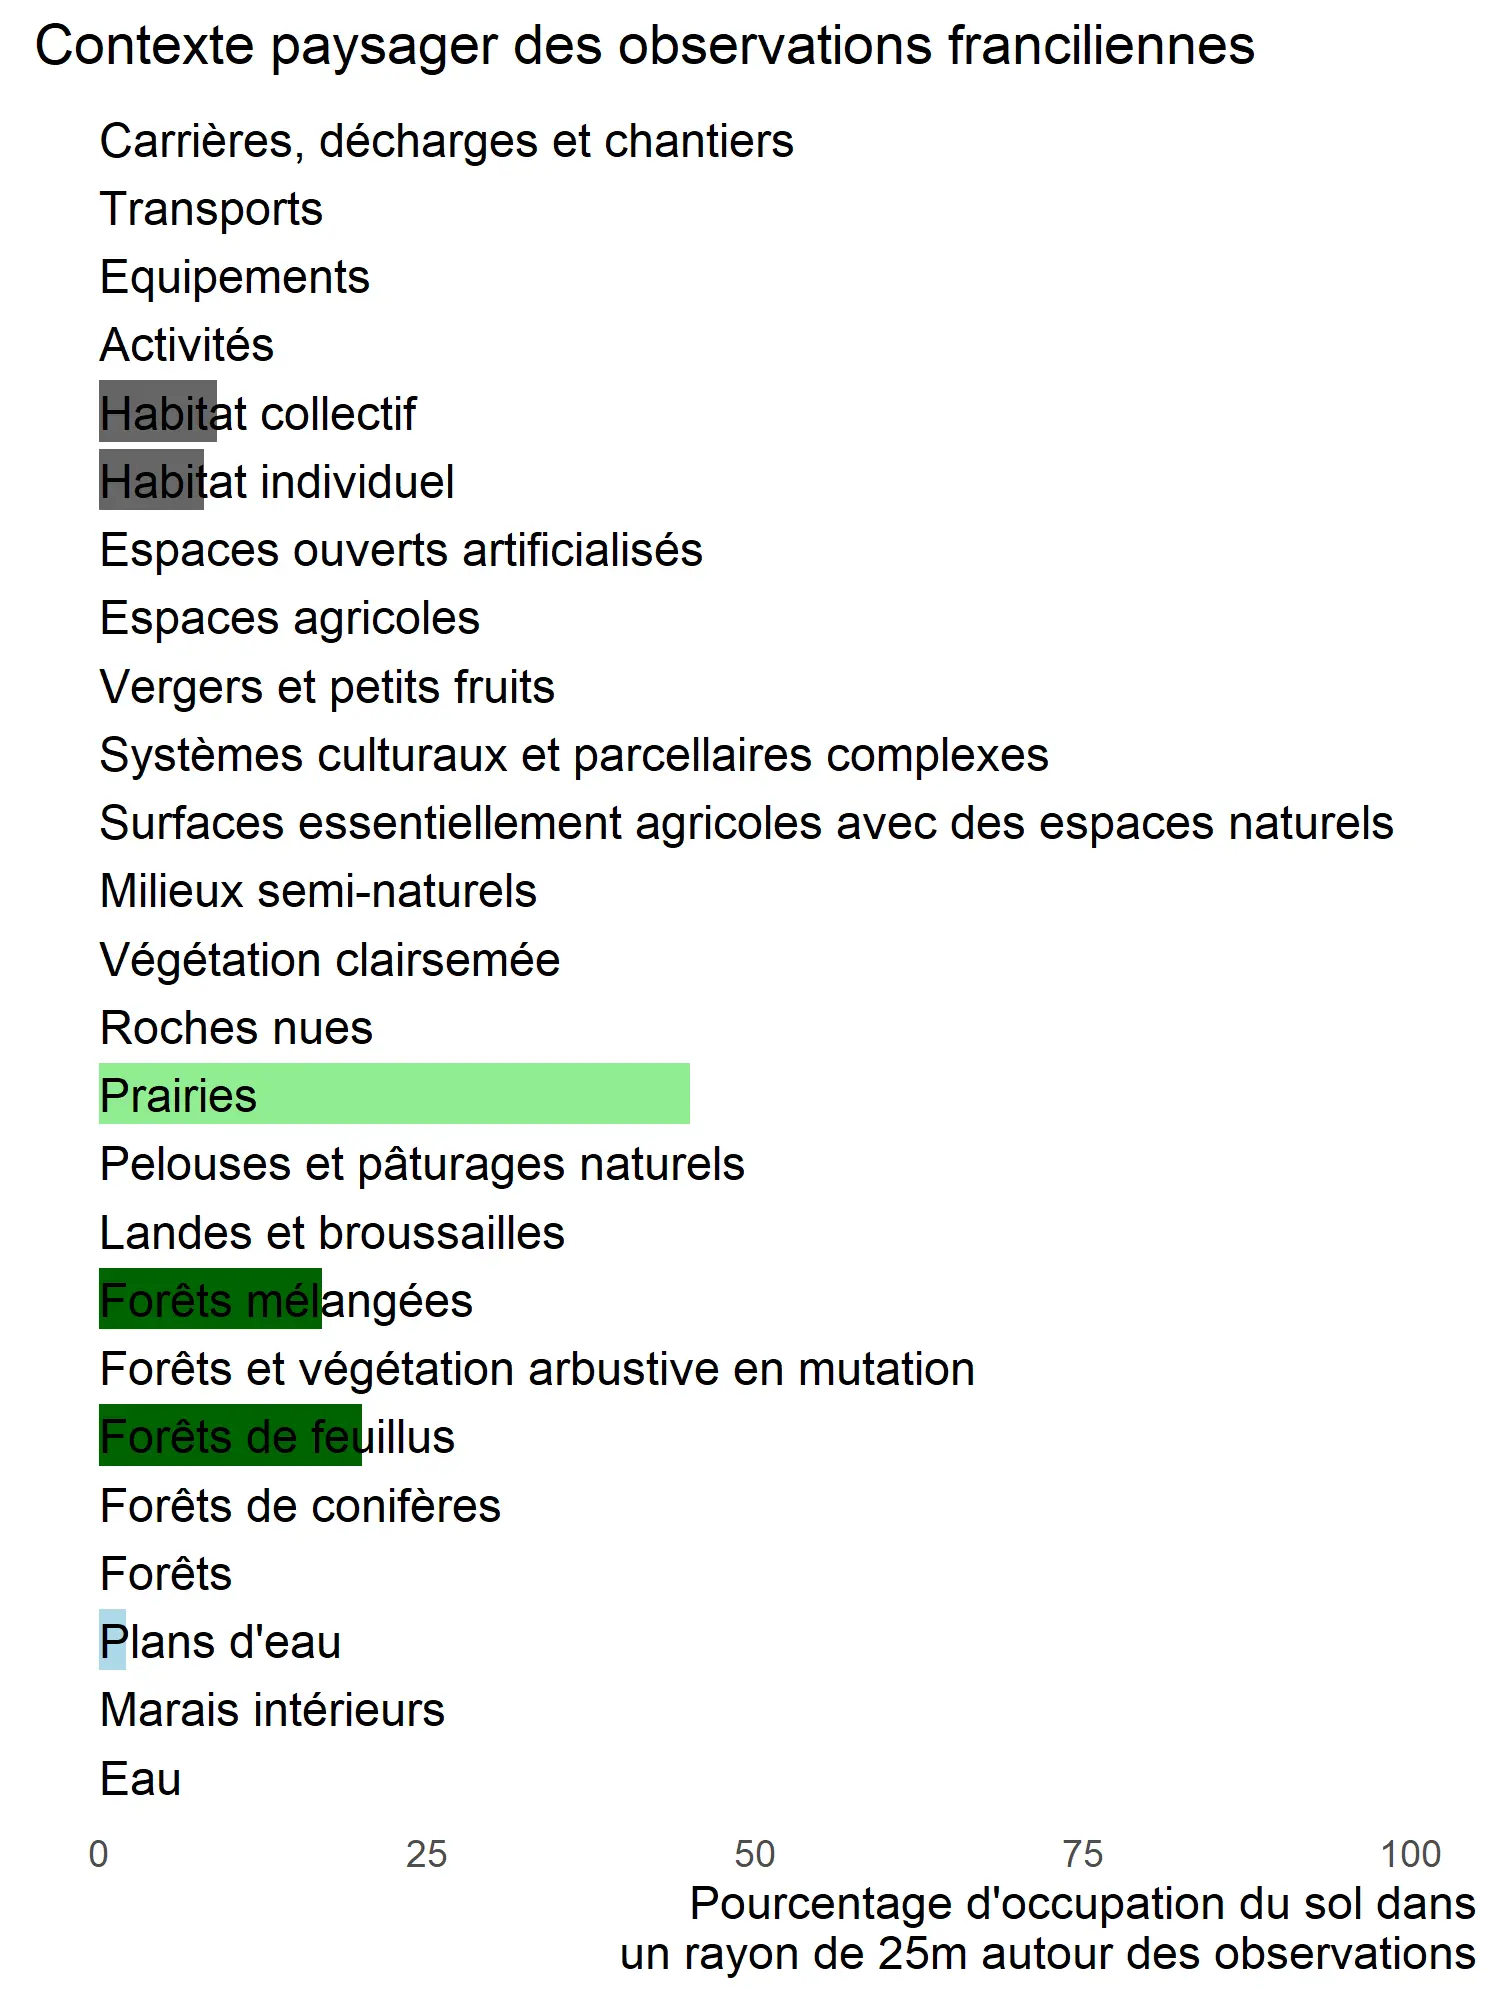 Contexte paysager des observations franciliennes
Carrières, décharges et chantiers
Transports
Equipements
Activités
Habitat collectif
Habitat individuel
Espaces ouverts artificialisés
Espaces agricoles
Vergers et petits fruits
Systèmes culturaux et parcellaires complexes
Surfaces essentiellement agricoles avec des espaces naturels
Milieux semi-naturels
Végétation clairsemée
Roches nues
Prairies
Pelouses et pâturages naturels
Landes et broussailles
Forêts mélangées
Forêts et végétation arbustive en mutation
Forêts de feuillus
Forêts de conifères
Forêts
Plans d'eau
Marais intérieurs
Eau
0 25 50 75 100
Pourcentage d'occupation du sol dans
un rayon de 25m autour des observations